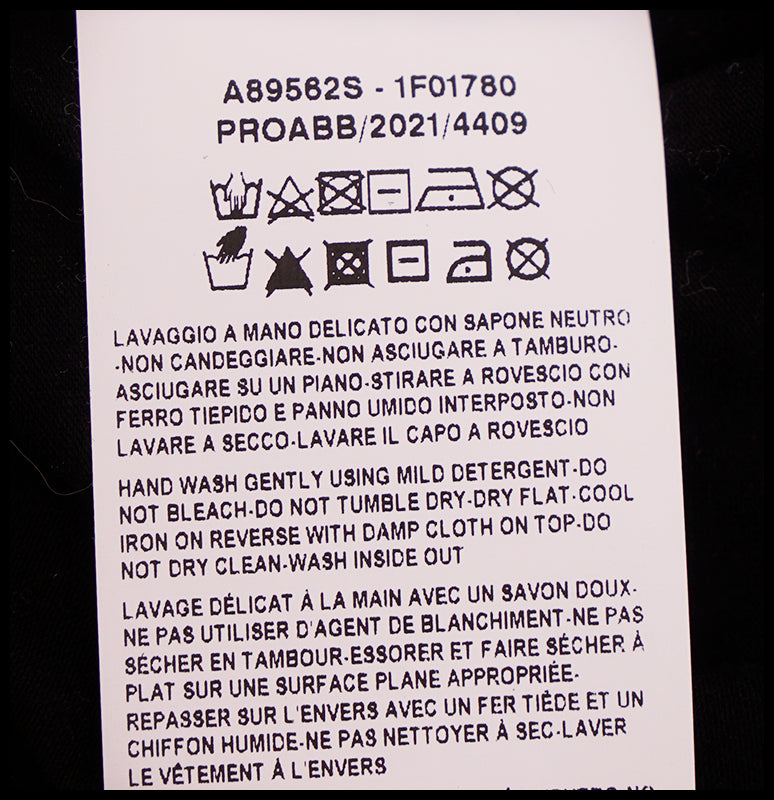 A89562S - 1F01780
PROABB/2021/4409
LAVAGGIO A MANO DELICATO CON SAPONE NEUTRO
-NON CANDEGGIARE-NON ASCIUGARE A TAMBURO-
ASCIUGARE SU UN PIANO-STIRARE A ROVESCIO CON
FERRO TIEPIDO E PANNO UMIDO INTERPOSTO-NON
LAVARE A SECCO-LAVARE IL CAPO A ROVESCIO
HAND WASH GENTLY USING MILD DETERGENT-DO
NOT BLEACH-DO NOT TUMBLE DRY-DRY FLAT-COOL
IRON ON REVERSE WITH DAMP CLOTH ON TOP-DO
NOT DRY CLEAN-WASH INSIDE OUT
LAVAGE DÉLICAT À LA MAIN AVEC UN SAVON DOUX-
NE PAS UTILISER D'AGENT DE BLANCHIMENT-NE PAS
SÉCHER EN TAMBOUR-ESSORER ET FAIRE SÉCHER À
PLAT SUR UNE SURFACE PLANE APPROPRIÉE-
REPASSER SUR L'ENVERS AVEC UN FER TIÈDE ET UN
CHIFFON HUMIDE-NE PAS NETTOYER À SEC-LAVER
LE VÊTEMENT À L'ENVERS